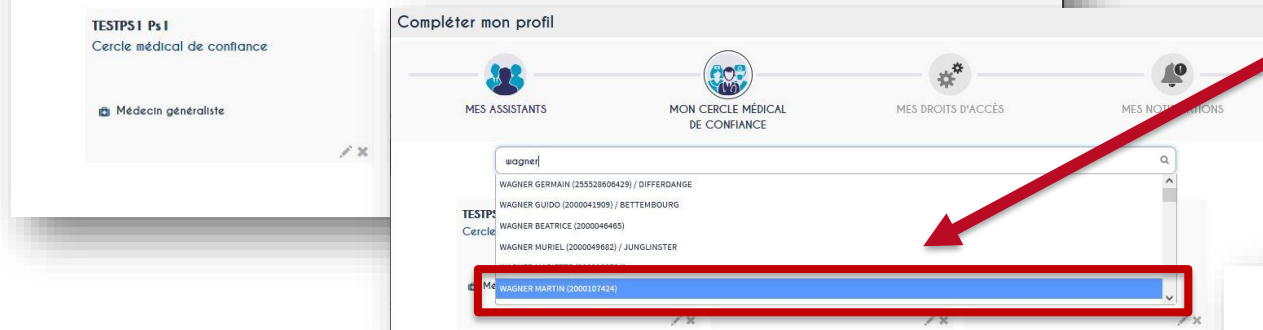 TESTPS1 Ps1
Cercle médical de confiance
Médecin généraliste
Compléter mon profil
MES ASSISTANTS
MON CERCLE MÉDICAL
DE CONFIANCE
MES DROITS D'ACCÈS
MES NOTIFICATIONS
wagner
WAGNER GERMAIN (255528606429) / DIFFERDANGE
WAGNER GUIDO (2000041909) / BETTEMBOURG
WAGNER BEATRICE (2000046465)
WAGNER MURIEL (2000049682) / JUNGLINSTER
WAGNER MARTIN (2000107424)
TESTPS
Cercle
Mé